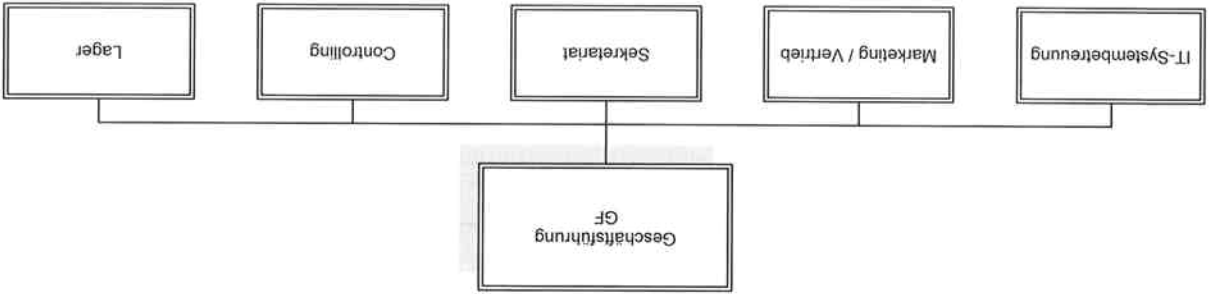 Geschäftsführung
GF
IT-Systembetreuung
Marketing / Vertrieb
Sekretariat
Controlling
Lager